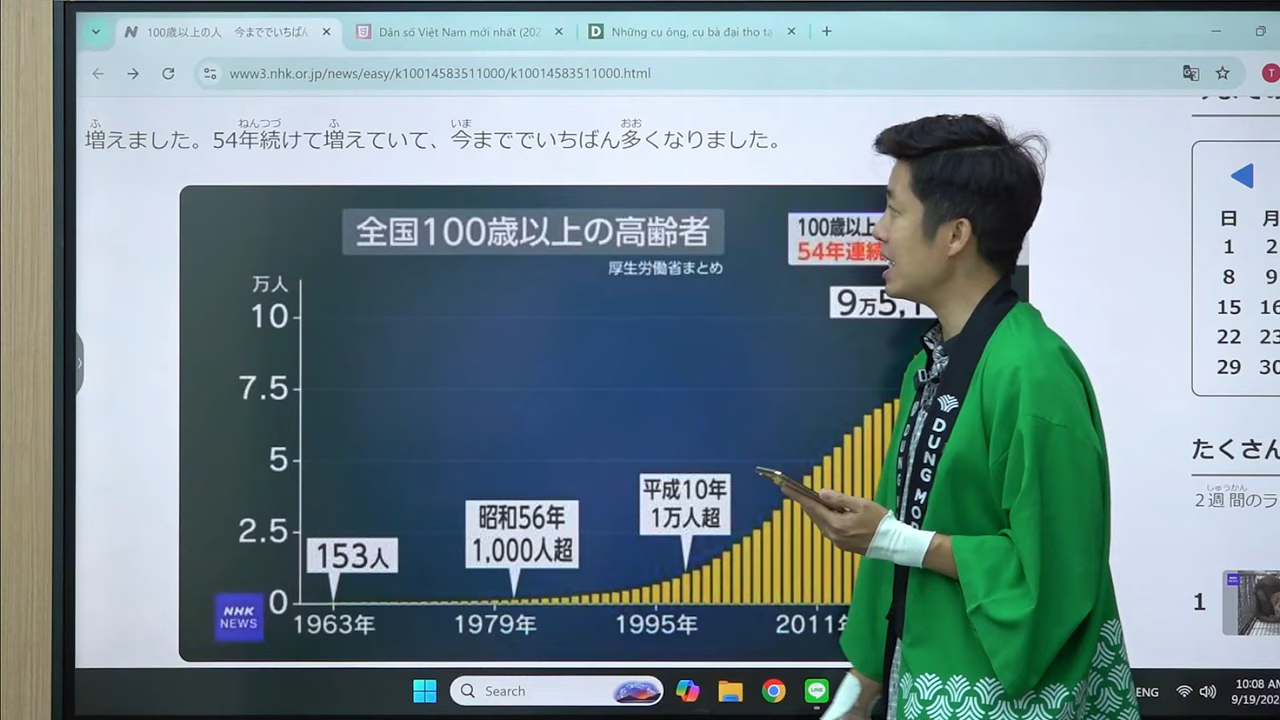 100歳以上の人 今まででいちばん
Dân số Việt Nam mới nhất (202
Những cụ ông, cụ bà đại thọ tạ
www3.nhk.or.jp/news/easy/k10014583511000/k10014583511000.html
増えました。54年続けて増えていて、今まででいちばん多くなりました。
全国100歳以上の高齢者
厚生労働省まとめ
100歳以上
54年連続
9万5,1
万人
10
7.5
5
2.5
0
153人
昭和56年
1,000人超
平成10年
1万人超
1963年
1979年
1995年
2011年
NHK
NEWS
日 月
1 2
8 9
15 16
22 23
29 30
たくさん
2週間のラ
1
DUNG MOR
Search
LINE
ENG
10:08 AM
9/19/202